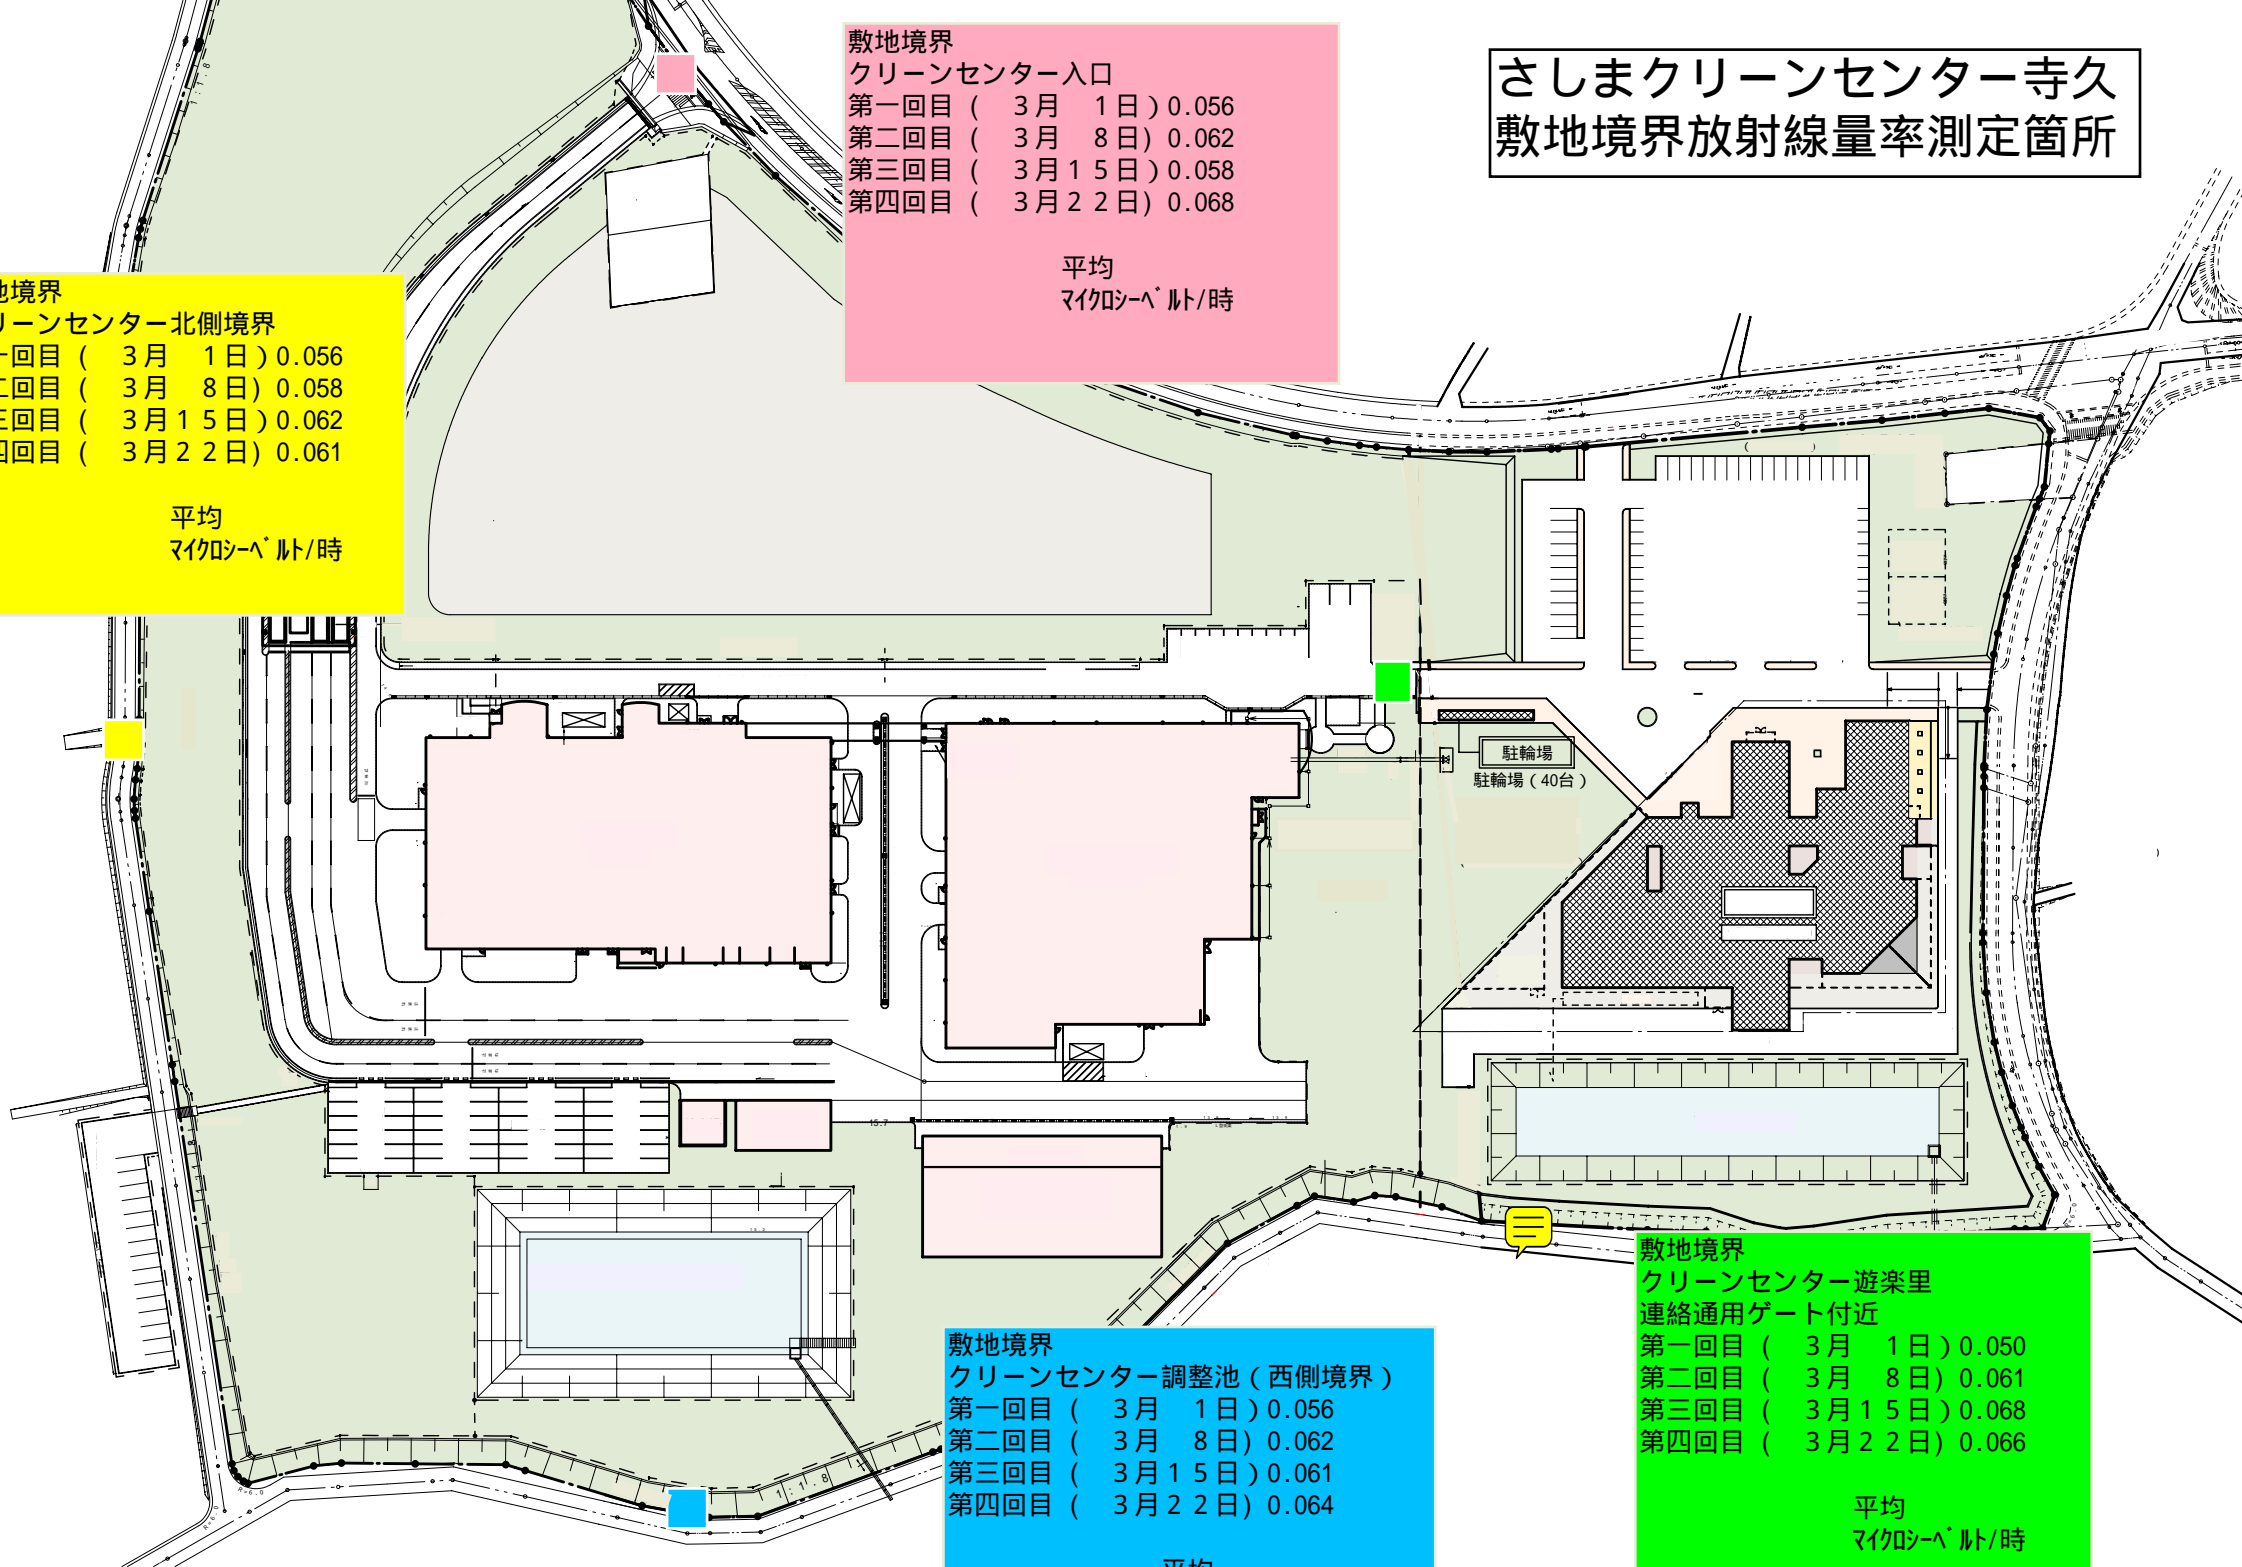 さしまクリーンセンター寺久
敷地境界放射線量率測定箇所
敷地境界
クリーンセンター入口
第一回目(　3月　1日)0.056
第二回目(　3月　8日)0.062
第三回目(　3月15日)0.058
第四回目(　3月22日)0.068
平均
マイクロシーベルト/時
地境界
リーンセンター北側境界
一回目(　3月　1日)0.056
二回目(　3月　8日)0.058
三回目(　3月15日)0.062
四回目(　3月22日)0.061
平均
マイクロシーベルト/時
駐輪場
駐輪場(40台)
15.7
敷地境界
クリーンセンター遊楽里
連絡通用ゲート付近
第一回目(　3月　1日)0.050
第二回目(　3月　8日)0.061
第三回目(　3月15日)0.068
第四回目(　3月22日)0.066
平均
マイクロシーベルト/時
敷地境界
クリーンセンター調整池(西側境界)
第一回目(　3月　1日)0.056
第二回目(　3月　8日)0.062
第三回目(　3月15日)0.061
第四回目(　3月22日)0.064
平均
1:1.8
R=6.0
R=6.0